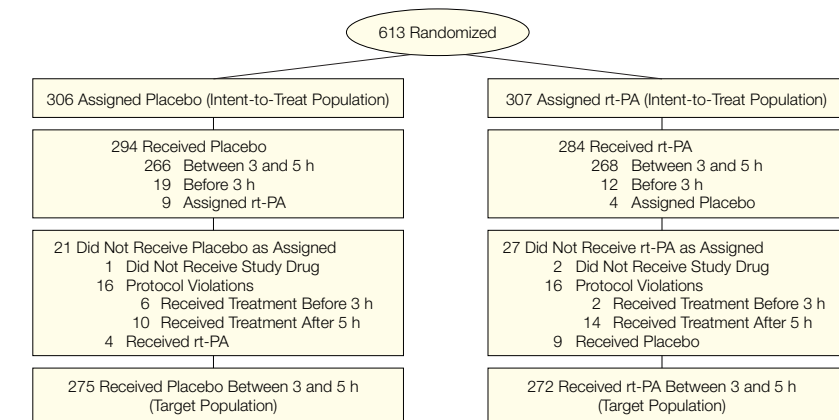 613 Randomized
306 Assigned Placebo (Intent-to-Treat Population)
294 Received Placebo
266 Between 3 and 5 h
19 Before 3 h
9 Assigned rt-PA
21 Did Not Receive Placebo as Assigned
1 Did Not Receive Study Drug
16 Protocol Violations
6 Received Treatment Before 3 h
10 Received Treatment After 5 h
4 Received rt-PA
275 Received Placebo Between 3 and 5 h
(Target Population)
307 Assigned rt-PA (Intent-to-Treat Population)
284 Received rt-PA
268 Between 3 and 5 h
12 Before 3 h
4 Assigned Placebo
27 Did Not Receive rt-PA as Assigned
2 Did Not Receive Study Drug
16 Protocol Violations
2 Received Treatment Before 3 h
14 Received Treatment After 5 h
9 Received Placebo
272 Received rt-PA Between 3 and 5 h
(Target Population)